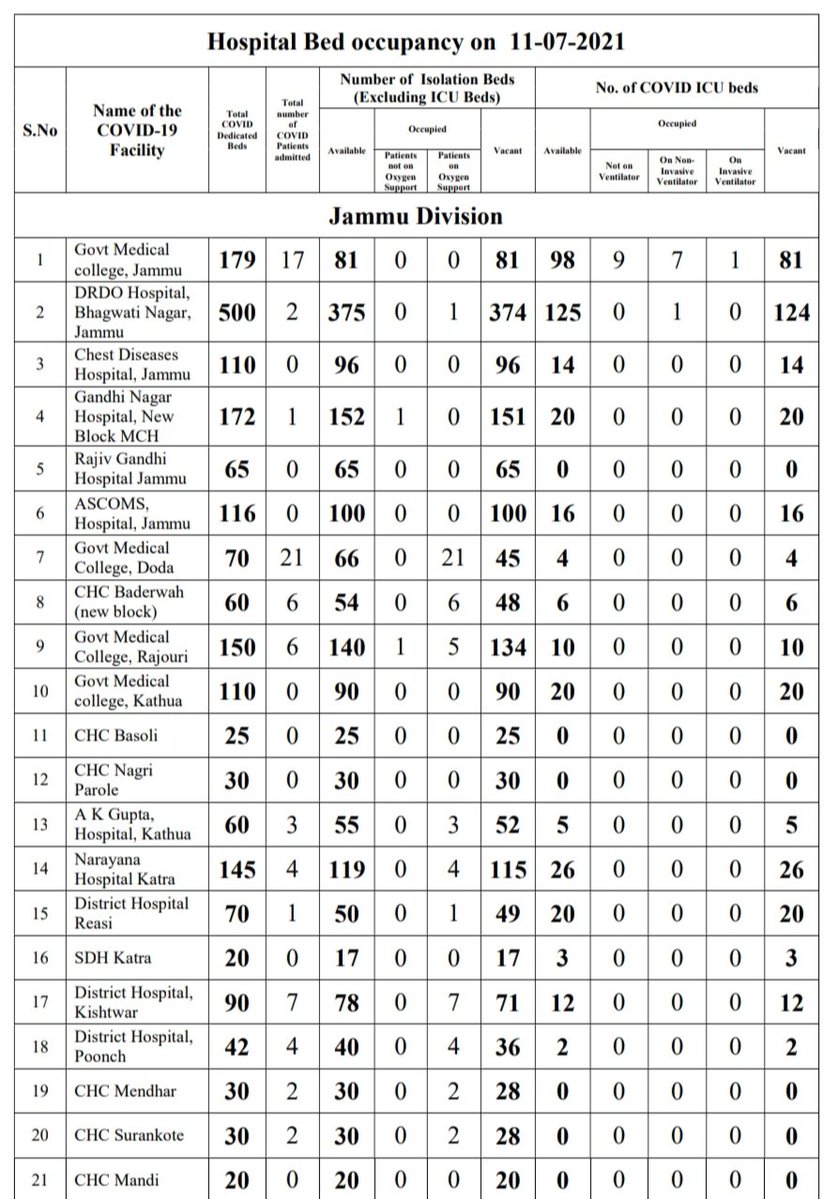 Hospital Bed occupancy on 11-07-2021
S.No
Name of the
COVID-19
Facility
Total
COVID
Dedicated
Beds
Total
number
of
COVID
Patients
admitted
Number of Isolation Beds
(Excluding ICU Beds)
No. of COVID ICU beds
Available
Occupied
Vacant
Available
Occupied
Vacant
Patients
not on
Oxygen
Support
Patients
on
Oxygen
Support
Not on
Ventilator
On Non-
Invasive
Ventilator
On
Invasive
Ventilator
Jammu Division
1 Govt Medical
college, Jammu 179 17 81 0 0 81 98 9 7 1 81
2 DRDO Hospital,
Bhagwati Nagar,
Jammu 500 2 375 0 1 374 125 0 1 0 124
3 Chest Diseases
Hospital, Jammu 110 0 96 0 0 96 14 0 0 0 14
4 Gandhi Nagar
Hospital, New
Block MCH 172 1 152 1 0 151 20 0 0 0 20
5 Rajiv Gandhi
Hospital Jammu 65 0 65 0 0 65 0 0 0 0 0
6 ASCOMS,
Hospital, Jammu 116 0 100 0 0 100 16 0 0 0 16
7 Govt Medical
College, Doda 70 21 66 0 21 45 4 0 0 0 4
8 CHC Baderwah
(new block) 60 6 54 0 6 48 6 0 0 0 6
9 Govt Medical
College, Rajouri 150 6 140 1 5 134 10 0 0 0 10
10 Govt Medical
college, Kathua 110 0 90 0 0 90 20 0 0 0 20
11 CHC Basoli 25 0 25 0 0 25 0 0 0 0 0
12 CHC Nagri
Parole 30 0 30 0 0 30 0 0 0 0 0
13 A K Gupta,
Hospital, Kathua 60 3 55 0 3 52 5 0 0 0 5
14 Narayana
Hospital Katra 145 4 119 0 4 115 26 0 0 0 26
15 District Hospital
Reasi 70 1 50 0 1 49 20 0 0 0 20
16 SDH Katra 20 0 17 0 0 17 3 0 0 0 3
17 District Hospital,
Kishtwar 90 7 78 0 7 71 12 0 0 0 12
18 District Hospital,
Poonch 42 4 40 0 4 36 2 0 0 0 2
19 CHC Mendhar 30 2 30 0 2 28 0 0 0 0 0
20 CHC Surankote 30 2 30 0 2 28 0 0 0 0 0
21 CHC Mandi 20 0 20 0 0 20 0 0 0 0 0